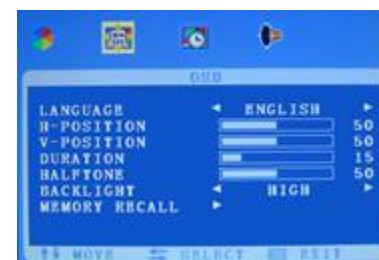 OSD
LANGUAGE ENGLISH
H-POSITION 50
V-POSITION 50
DURATION 15
HALFTONE 50
BACKLIGHT HIGH
MEMORY RECALL
MOVE SELECT EXIT